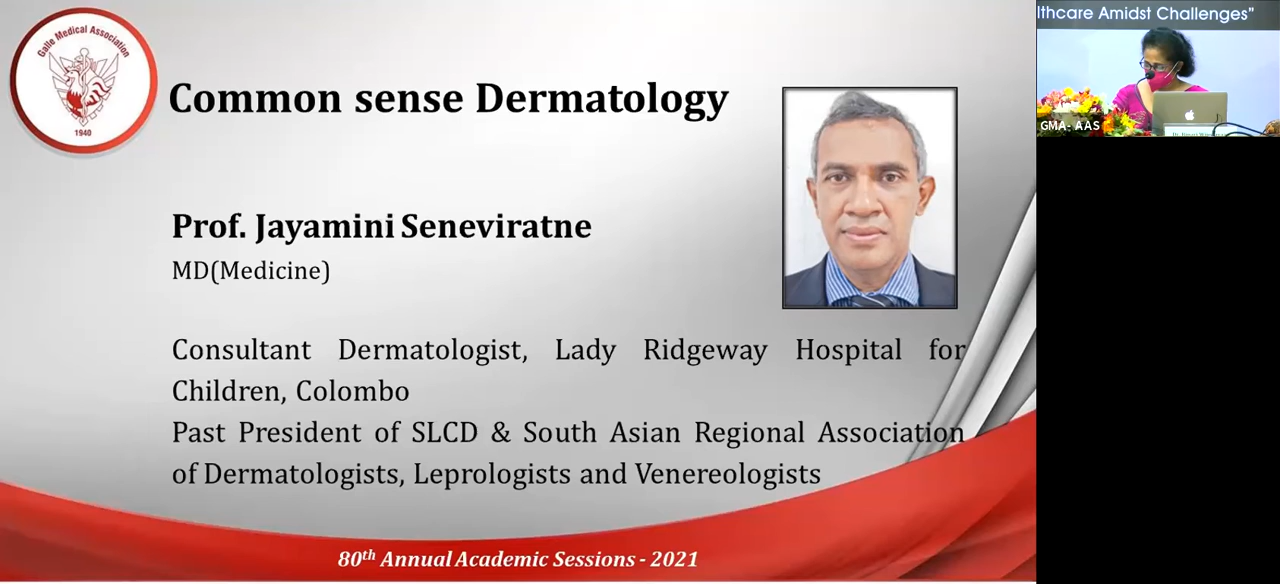 Galle Medical Association
1940
Common sense Dermatology
Prof. Jayamini Seneviratne
MD(Medicine)
Consultant Dermatologist, Lady Ridgeway Hospital for
Children, Colombo
Past President of SLCD & South Asian Regional Association
of Dermatologists, Leprologists and Venereologists
80th Annual Academic Sessions - 2021
lthcare Amidst Challenges”
GMA- AAS